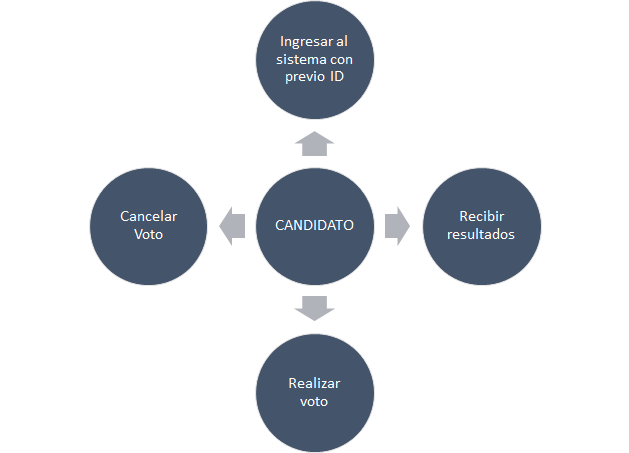 Ingresar al
sistema con
previo ID
Cancelar
Voto
CANDIDATO
Recibir
resultados
Realizar
voto